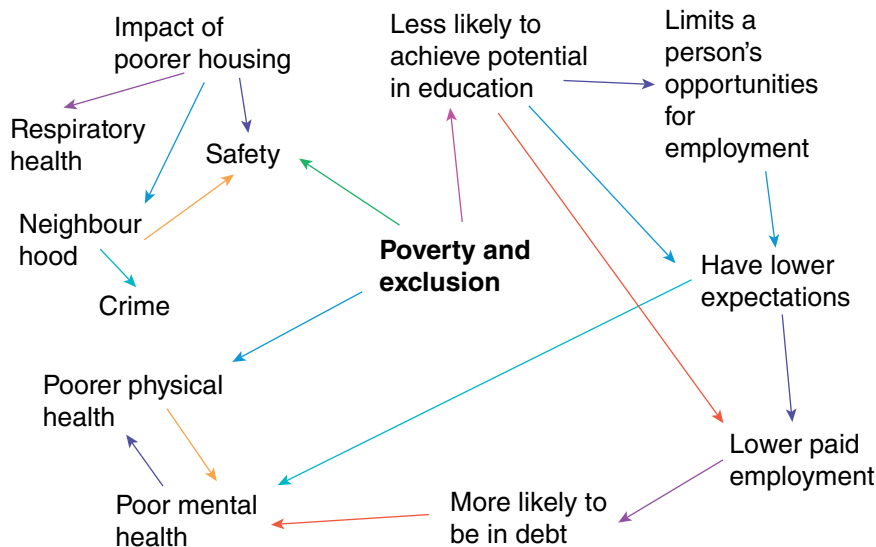 Impact of
poorer housing
Less likely to
achieve potential
in education
Limits a
person's
opportunities
for
employment
Respiratory
health
Safety
Neighbour
hood
Poverty and
exclusion
Have lower
expectations
Crime
Poorer physical
health
Lower paid
employment
Poor mental
health
More likely to
be in debt